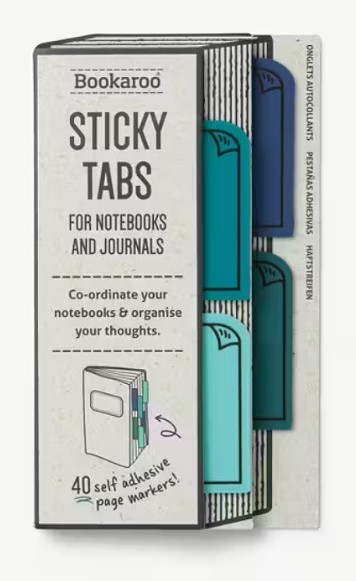 Bookaroo®
STICKY
TABS
FOR NOTEBOOKS
AND JOURNALS
Co-ordinate your
notebooks & organise
your thoughts.
40 self adhesive
page markers!
ONGLETS AUTOCOLLANTS PESTAÑAS ADHESIVAS HAFTSTREIFEN